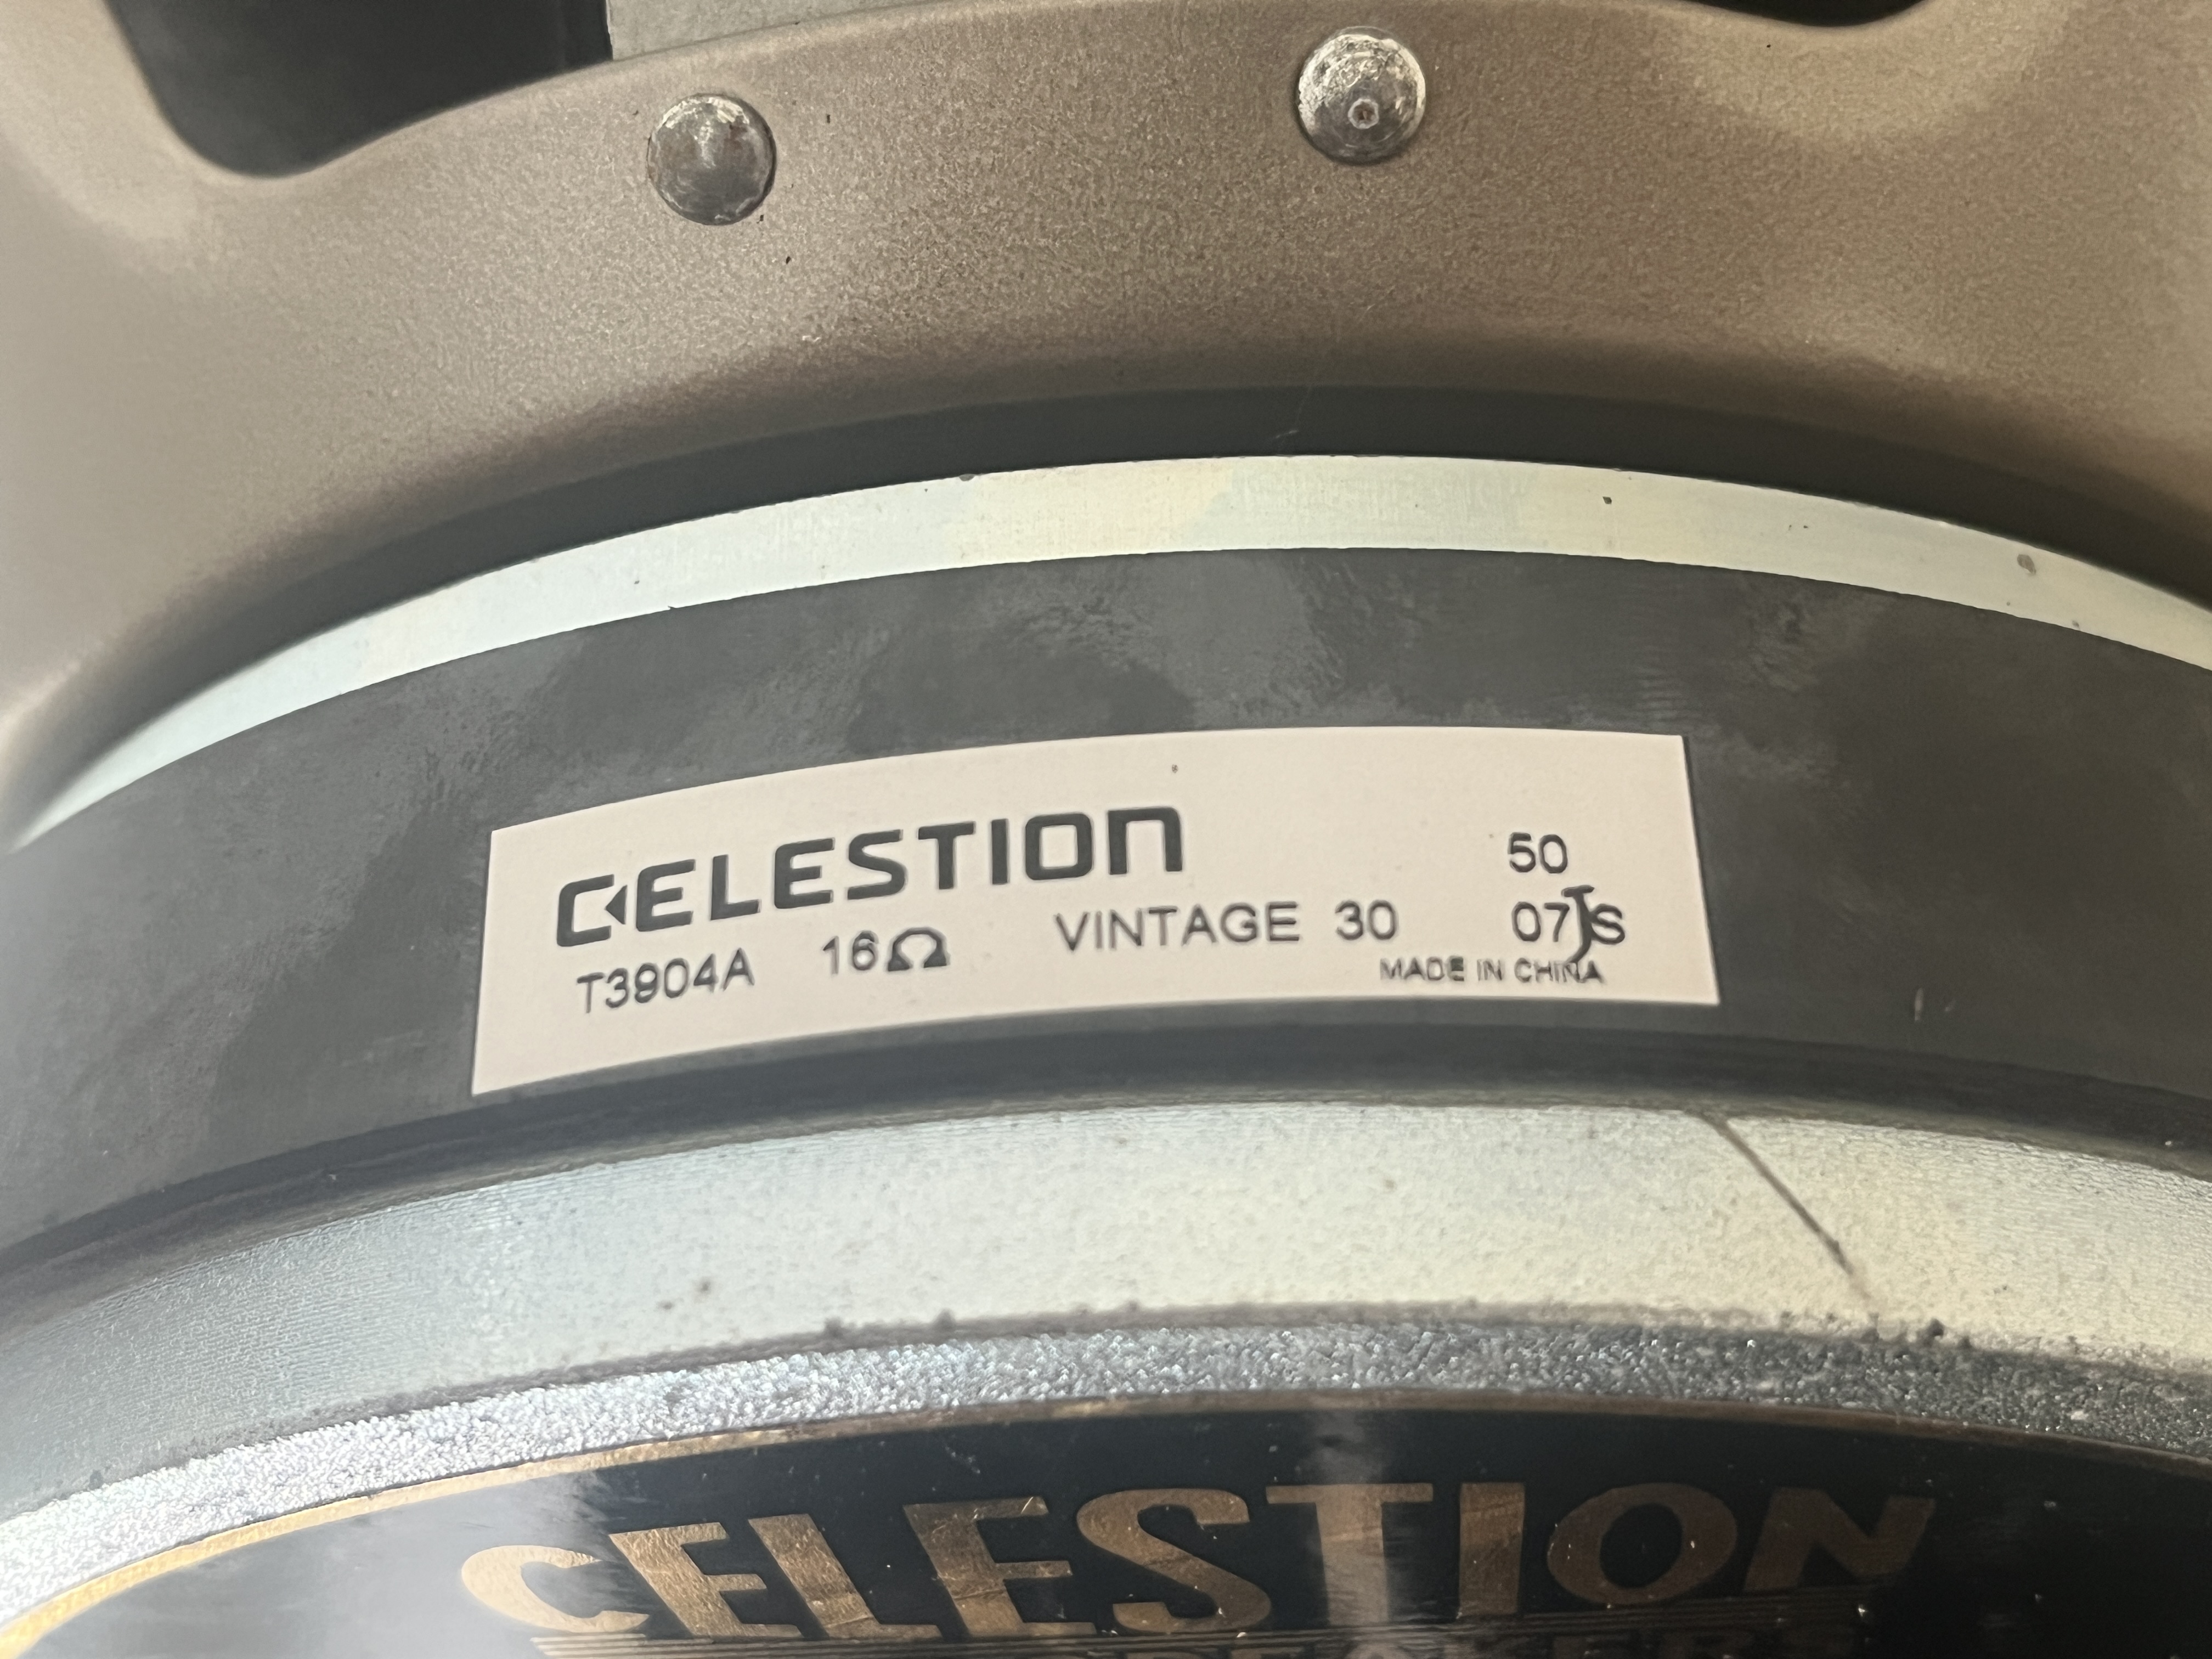 CELESTION
50
T3904A 16Ω VINTAGE 30 07JS
MADE IN CHINA
CELESTION